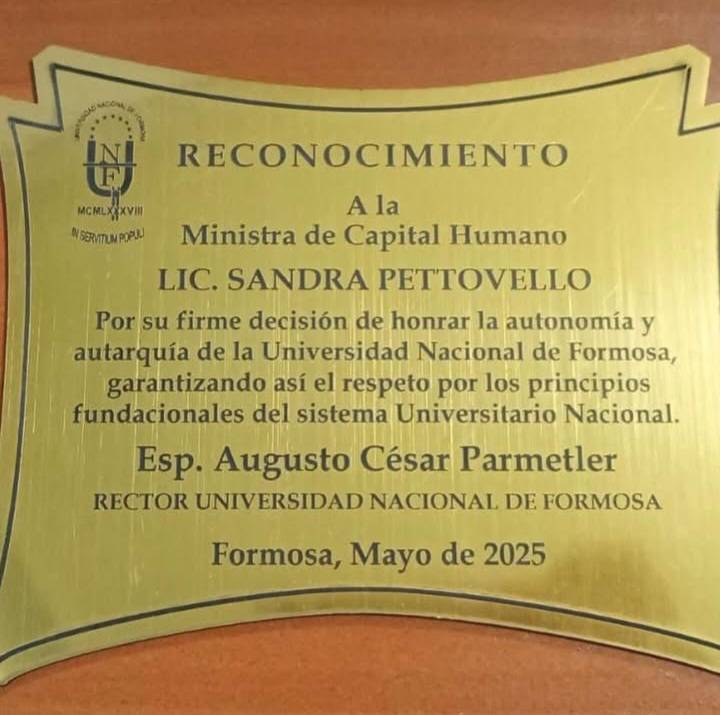 UNIVERSIDAD NACIONAL DE FORMOSA
UNF
MCMLXXXVIII
IN SERVITIUM POPULI
RECONOCIMIENTO
A la
Ministra de Capital Humano
LIC. SANDRA PETTOVELLO
Por su firme decisión de honrar la autonomía y
autarquía de la Universidad Nacional de Formosa,
garantizando así el respeto por los principios
fundacionales del sistema Universitario Nacional.
Esp. Augusto César Parmetler
RECTOR UNIVERSIDAD NACIONAL DE FORMOSA
Formosa, Mayo de 2025